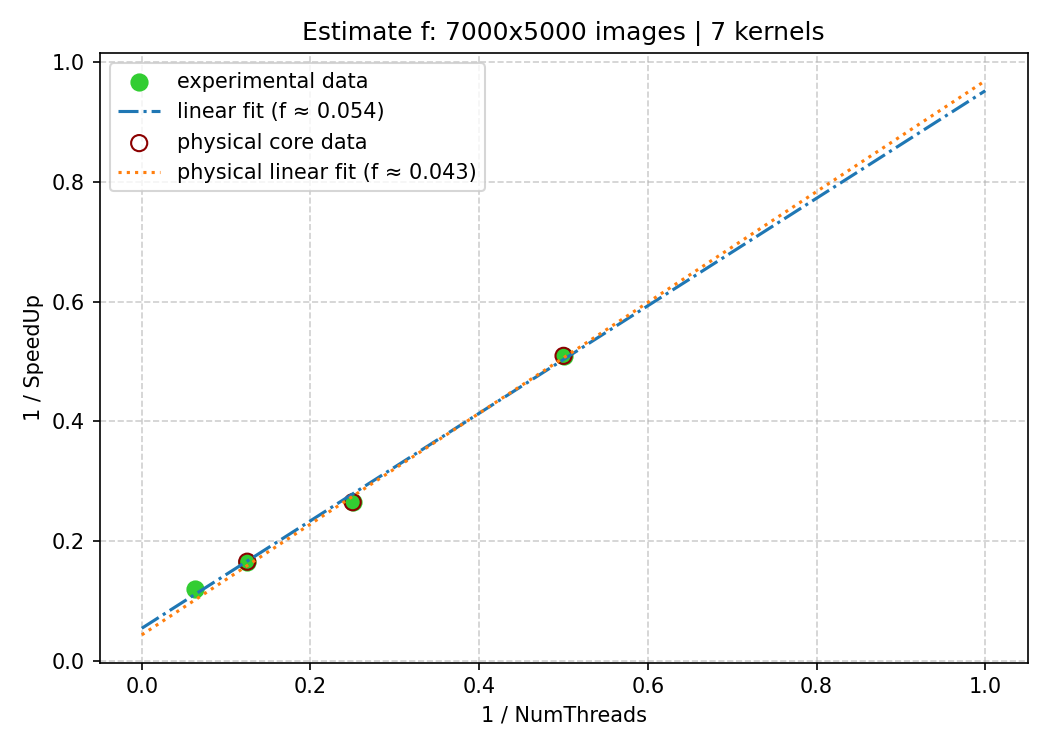 Estimate f: 7000x5000 images | 7 kernels
experimental data
linear fit (f ≈ 0.054)
physical core data
physical linear fit (f ≈ 0.043)
1 / SpeedUp
1.0
0.8
0.6
0.4
0.2
0.0
0.0 0.2 0.4 0.6 0.8 1.0
1 / NumThreads